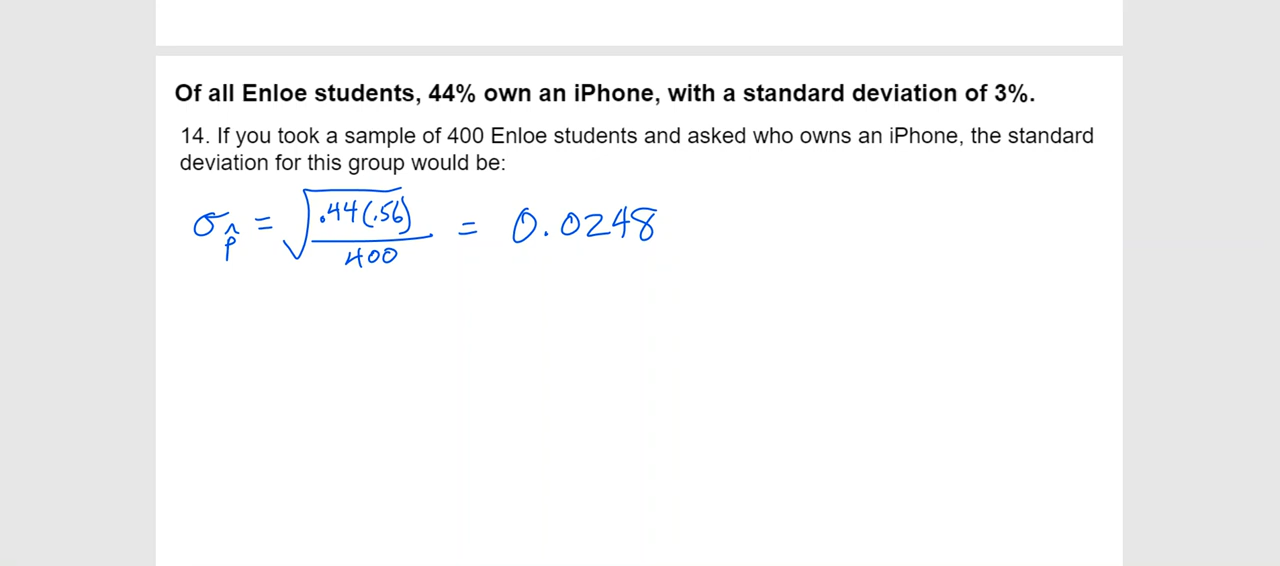 Of all Enloe students, 44% own an iPhone, with a standard deviation of 3%.
14. If you took a sample of 400 Enloe students and asked who owns an iPhone, the standard
deviation for this group would be:
σ_p̂ = √(.44(.56)/400) = 0.0248